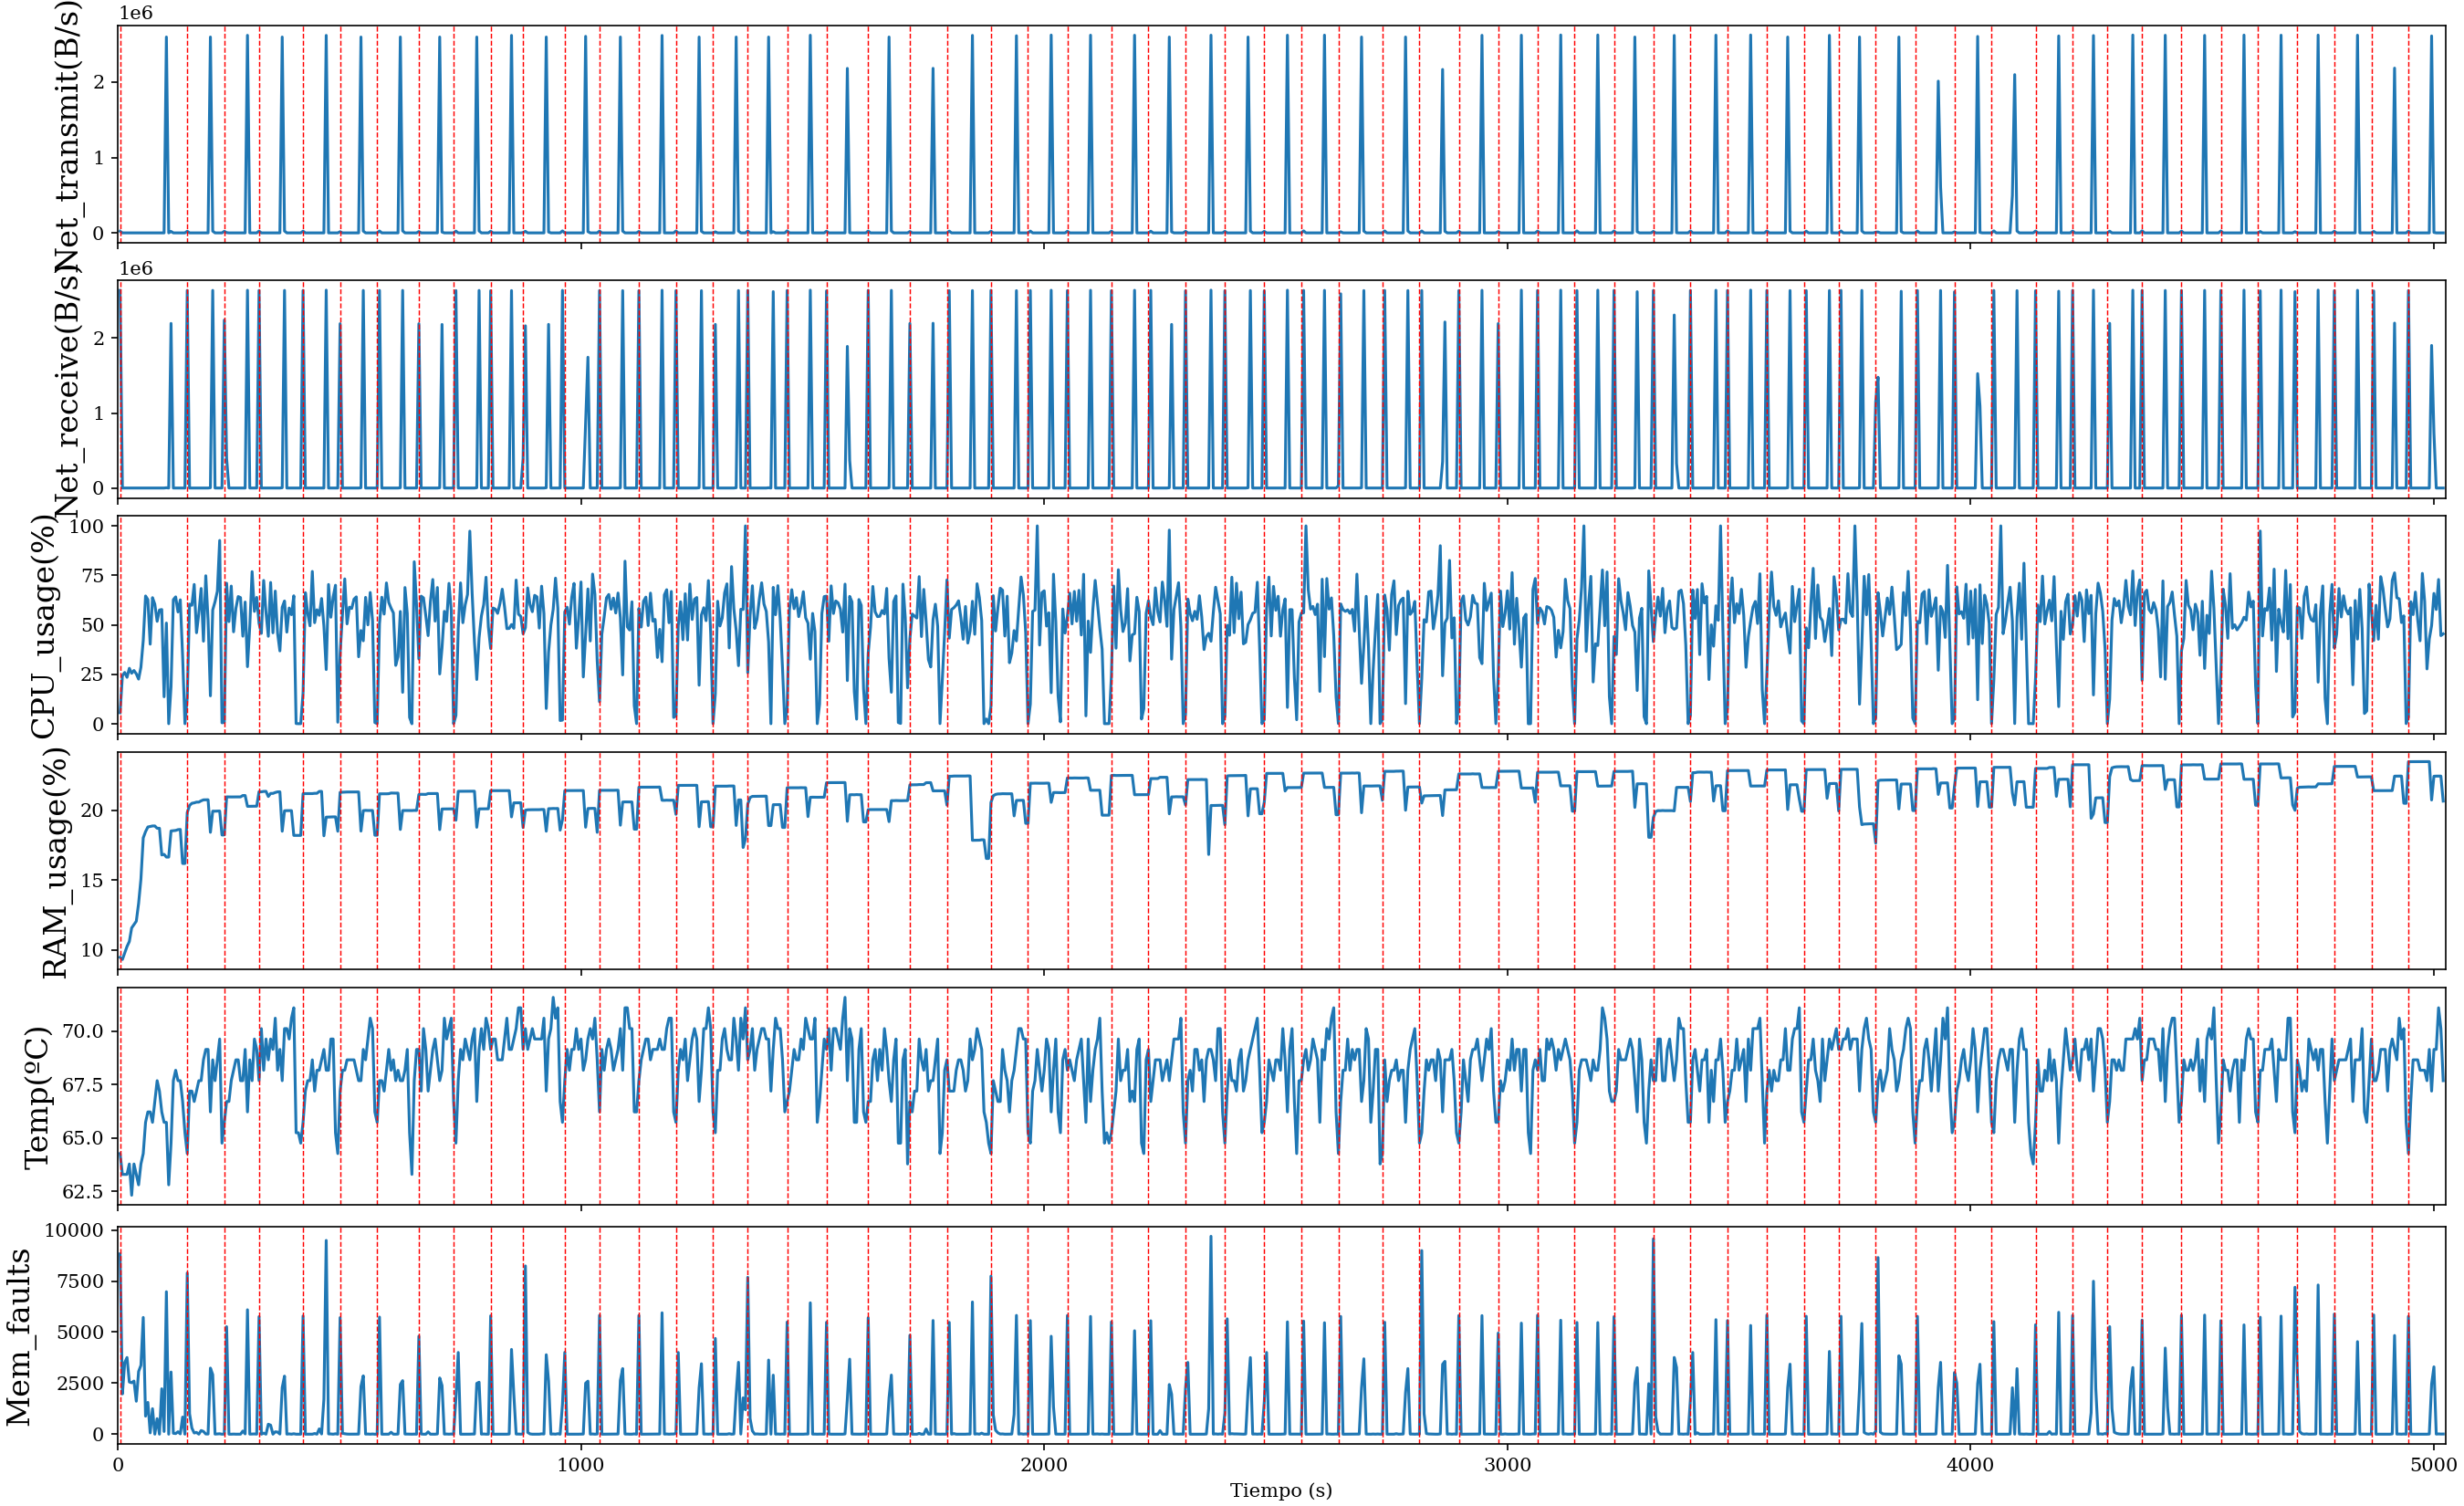 1e6
Net_transmit(B/s)
2
1
0
1e6
Net_receive(B/s)
2
1
0
CPU_usage(%)
100
75
50
25
0
RAM_usage(%)
20
15
10
Temp(ºC)
70.0
67.5
65.0
62.5
Mem_faults
10000
7500
5000
2500
0
0 1000 2000 3000 4000 5000
Tiempo (s)